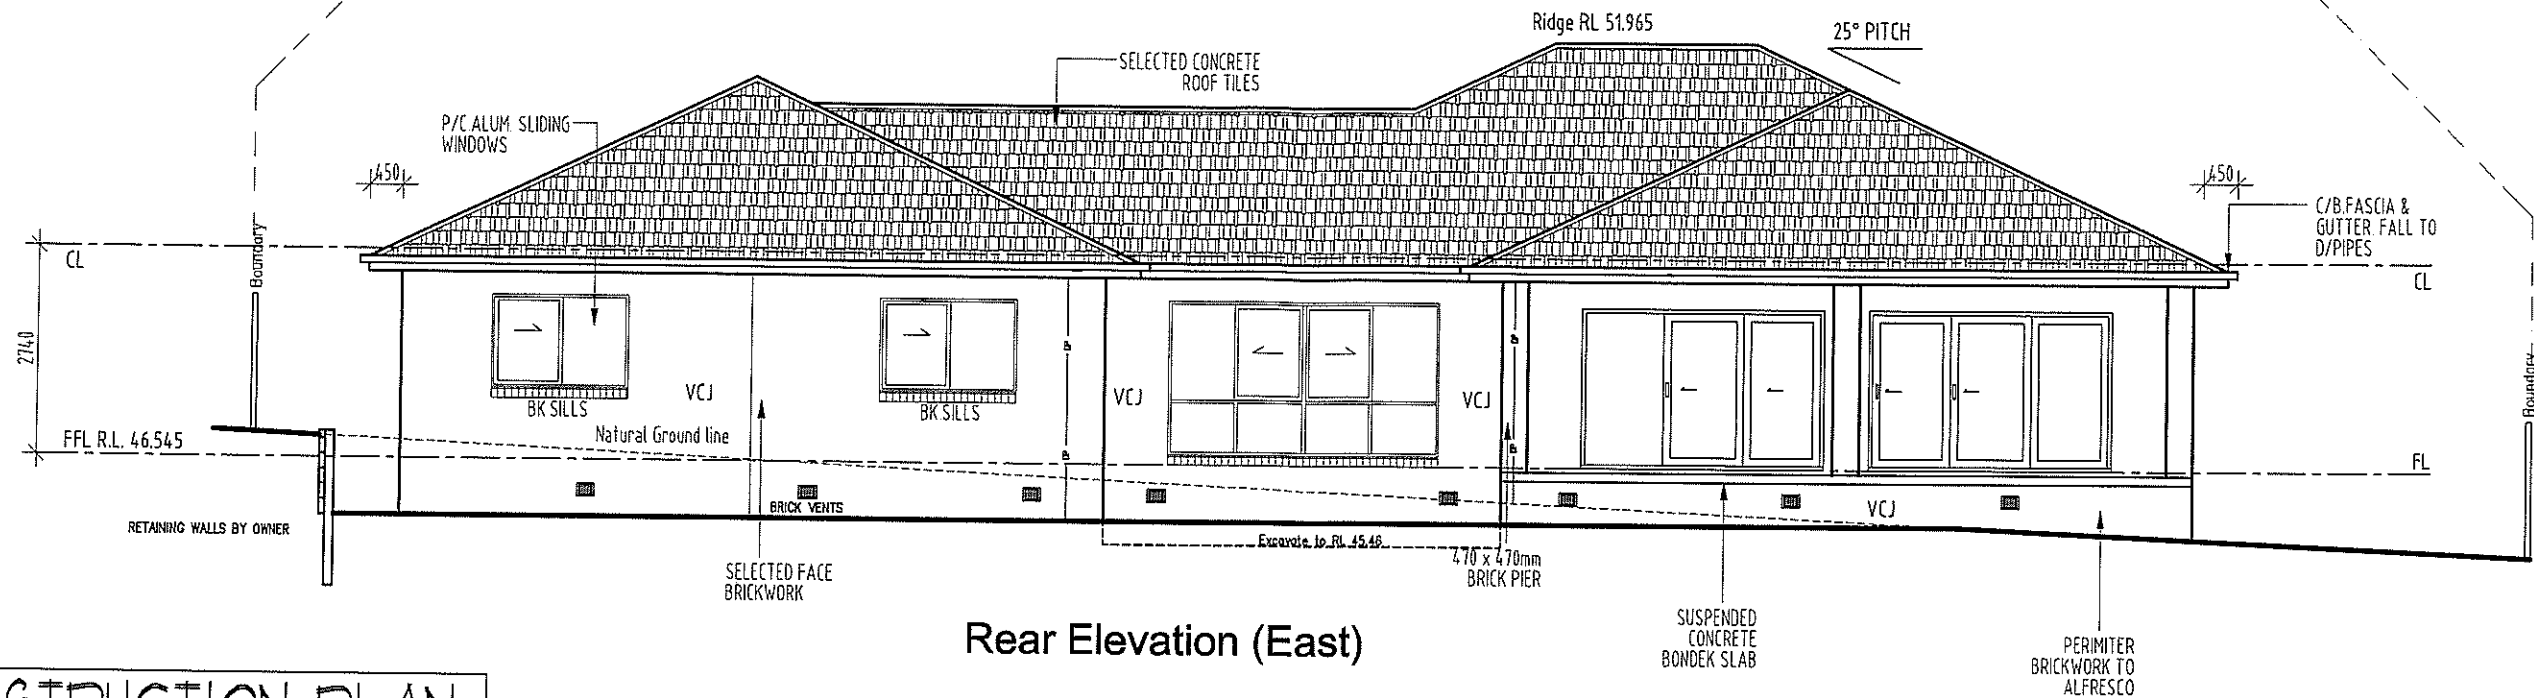 Ridge RL 51.965
25° PITCH
SELECTED CONCRETE
ROOF TILES
P/C.ALUM. SLIDING
WINDOWS
450
450
C/B.FASCIA &
GUTTER. FALL TO
D/PIPES
CL
CL
Boundary
Boundary
2740
VCJ
VCJ
VCJ
BK.SILLS
BK.SILLS
Natural Ground line
FFL R.L. 46.545
FL
BRICK VENTS
VCJ
RETAINING WALLS BY OWNER
Excavate to RL 45.46
470 x 470mm
BRICK PIER
SELECTED FACE
BRICKWORK
SUSPENDED
CONCRETE
BONDEK SLAB
PERIMITER
BRICKWORK TO
ALFRESCO
Rear Elevation (East)
PLAN